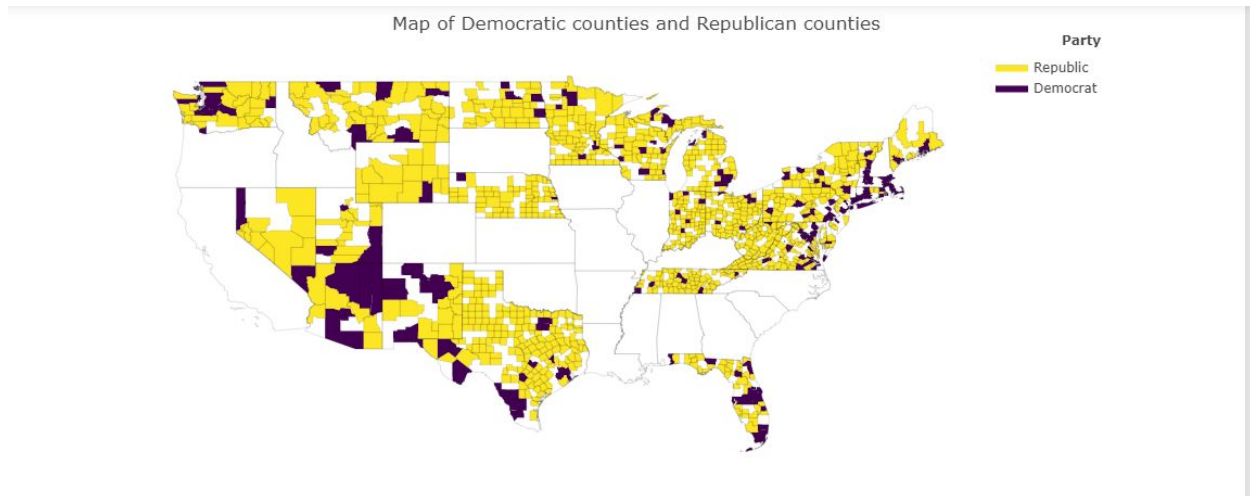 Map of Democratic counties and Republican counties
Party
Republic
Democrat